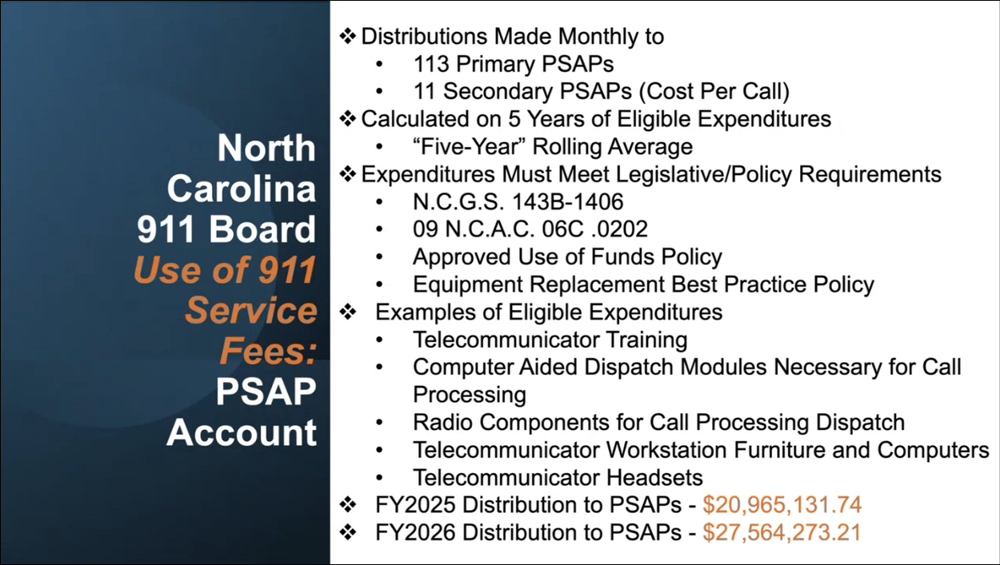 North
Carolina
911 Board
Use of 911
Service
Fees:
PSAP
Account
❖ Distributions Made Monthly to
• 113 Primary PSAPs
• 11 Secondary PSAPs (Cost Per Call)
❖ Calculated on 5 Years of Eligible Expenditures
• “Five-Year” Rolling Average
❖ Expenditures Must Meet Legislative/Policy Requirements
• N.C.G.S. 143B-1406
• 09 N.C.A.C. 06C .0202
• Approved Use of Funds Policy
• Equipment Replacement Best Practice Policy
❖ Examples of Eligible Expenditures
• Telecommunicator Training
• Computer Aided Dispatch Modules Necessary for Call
Processing
• Radio Components for Call Processing Dispatch
• Telecommunicator Workstation Furniture and Computers
• Telecommunicator Headsets
❖ FY2025 Distribution to PSAPs - $20,965,131.74
❖ FY2026 Distribution to PSAPs - $27,564,273.21